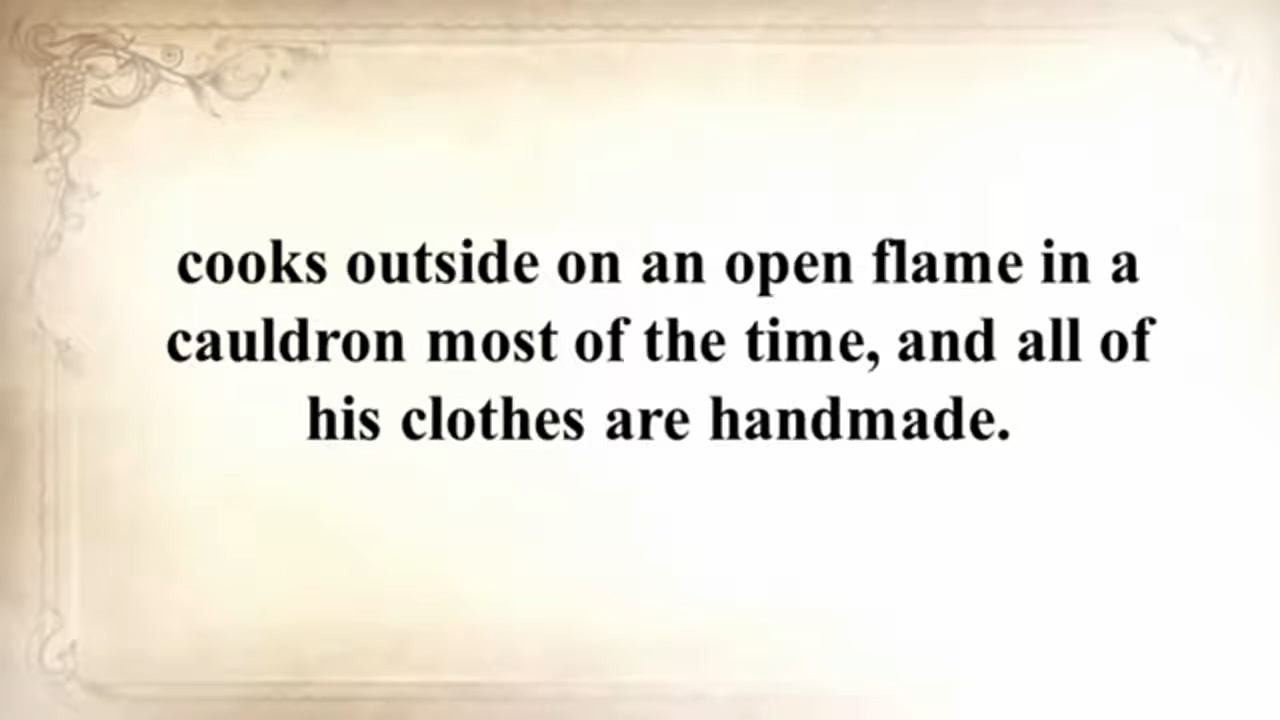 cooks outside on an open flame in a
cauldron most of the time, and all of
his clothes are handmade.